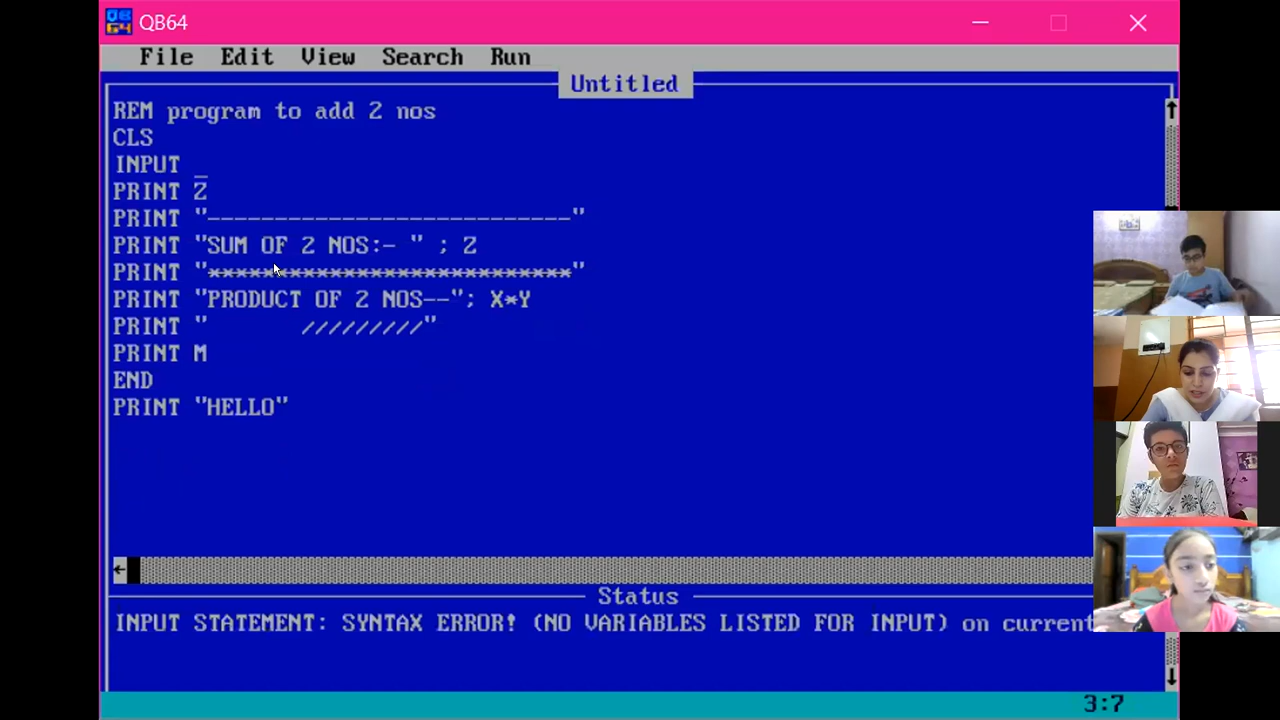 QB64
File Edit View Search Run
Untitled
REM program to add 2 nos
CLS
INPUT _
PRINT Z
PRINT "---------------------------"
PRINT "SUM OF 2 NOS:- " ; Z
PRINT "***************************"
PRINT "PRODUCT OF 2 NOS--"; X*Y
PRINT "       /////////"
PRINT M
END
PRINT "HELLO"
Status
INPUT STATEMENT: SYNTAX ERROR! (NO VARIABLES LISTED FOR INPUT) on current
3:7